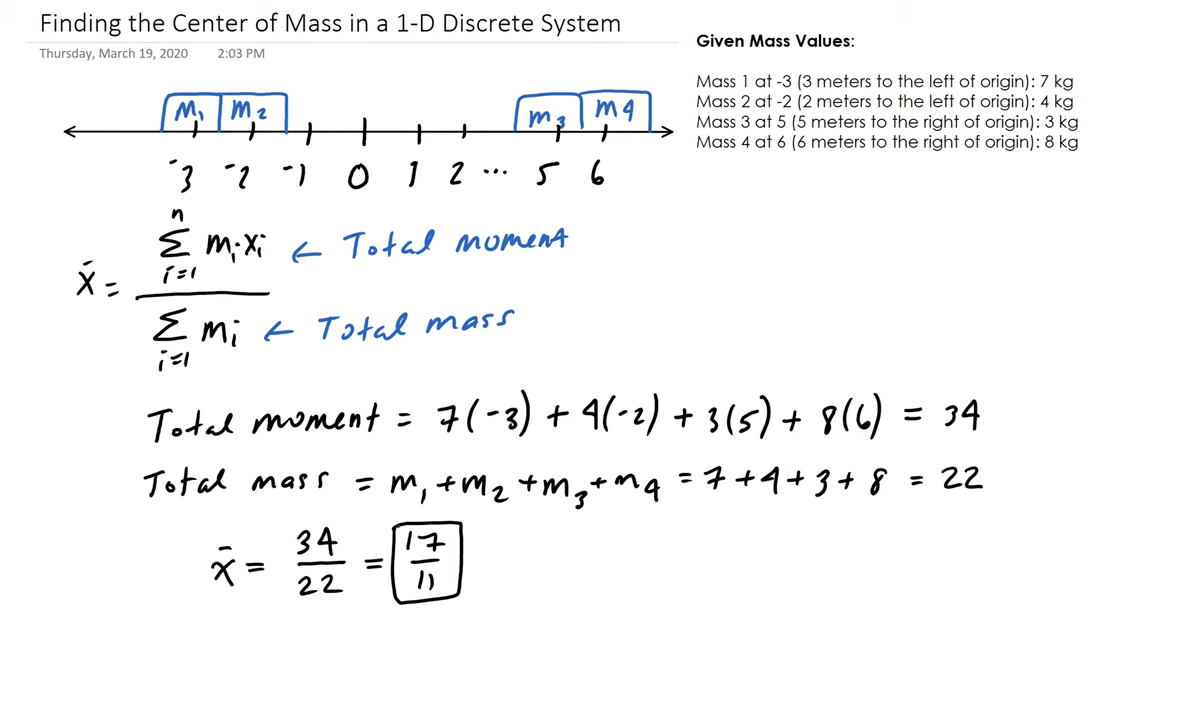 Finding the Center of Mass in a 1-D Discrete System
Thursday, March 19, 2020 2:03 PM
Given Mass Values:
Mass 1 at -3 (3 meters to the left of origin): 7 kg
Mass 2 at -2 (2 meters to the left of origin): 4 kg
Mass 3 at 5 (5 meters to the right of origin): 3 kg
Mass 4 at 6 (6 meters to the right of origin): 8 kg
m₁ m₂ m₃ m4
-3 -2 -1 0 1 2 ... 5 6
n
Σ mᵢ·xᵢ ← Total moment
i=1
x̄ =
Σ mᵢ ← Total mass
i=1
Total moment = 7(-3) + 4(-2) + 3(5) + 8(6) = 34
Total mass = m₁+m₂+m₃+m4 = 7+4+3+8 = 22
x̄ = 34/22 = 17/11